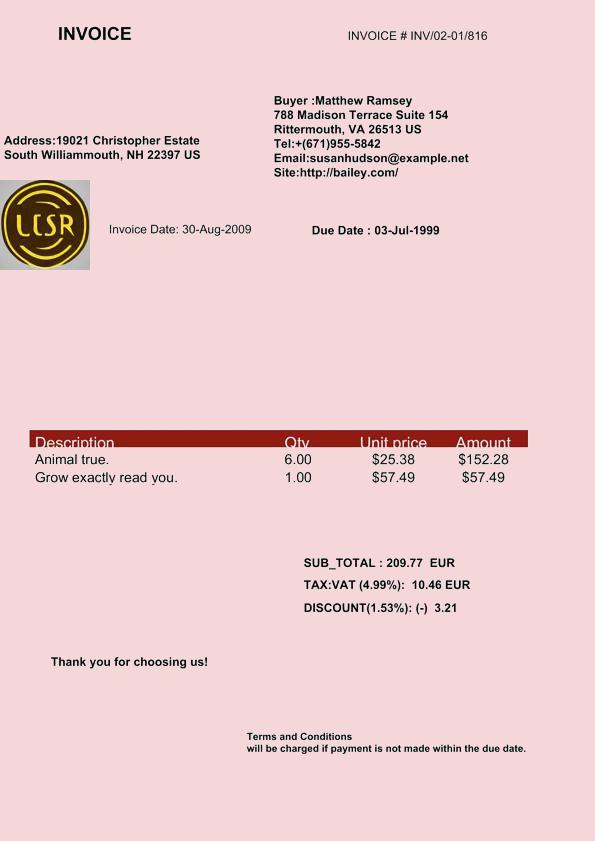 INVOICE
INVOICE # INV/02-01/816
Buyer :Matthew Ramsey
788 Madison Terrace Suite 154
Rittermouth, VA 26513 US
Tel:+(671)955-5842
Email:susanhudson@example.net
Site:http://bailey.com/
Address:19021 Christopher Estate
South Williammouth, NH 22397 US
LCSR
Invoice Date: 30-Aug-2009
Due Date : 03-Jul-1999
Description Qty Unit price Amount
Animal true. 6.00 $25.38 $152.28
Grow exactly read you. 1.00 $57.49 $57.49
SUB_TOTAL : 209.77 EUR
TAX:VAT (4.99%): 10.46 EUR
DISCOUNT(1.53%): (-) 3.21
Thank you for choosing us!
Terms and Conditions
will be charged if payment is not made within the due date.